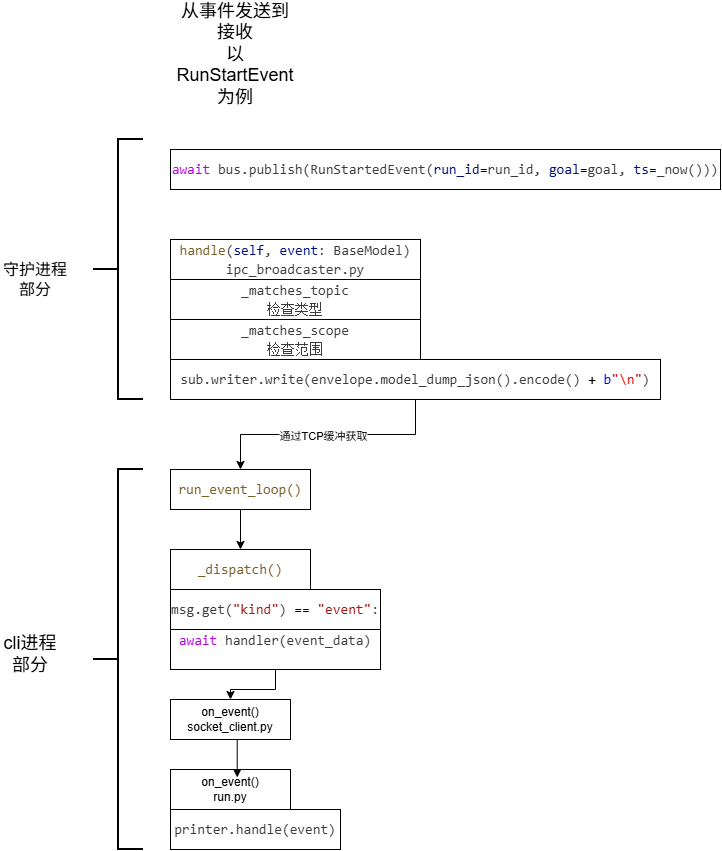 从事件发送到
接收
以
RunStartEvent
为例
await bus.publish(RunStartedEvent(run_id=run_id, goal=goal, ts=_now()))
守护进程
部分
handle(self, event: BaseModel)
ipc_broadcaster.py
_matches_topic
检查类型
_matches_scope
检查范围
sub.writer.write(envelope.model_dump_json().encode() + b"\n")
通过TCP缓冲获取
run_event_loop()
_dispatch()
msg.get("kind") == "event":
await handler(event_data)
cli进程
部分
on_event()
socket_client.py
on_event()
run.py
printer.handle(event)